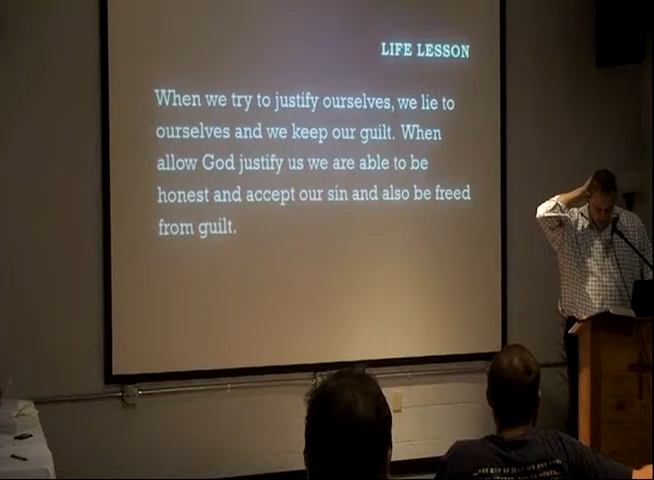 LIFE LESSON
When we try to justify ourselves, we lie to
ourselves and we keep our guilt. When
allow God justify us we are able to be
honest and accept our sin and also be freed
from guilt.